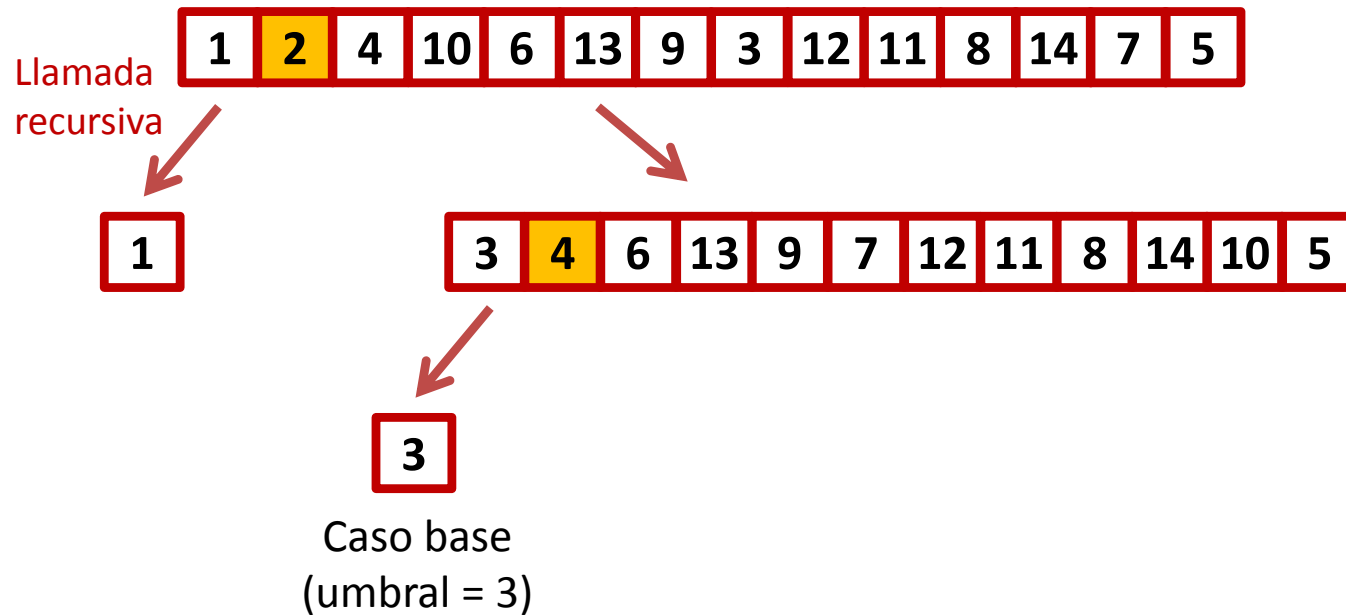 1 2 4 10 6 13 9 3 12 11 8 14 7 5
Llamada
recursiva
1
3 4 6 13 9 7 12 11 8 14 10 5
3
Caso base
(umbral = 3)